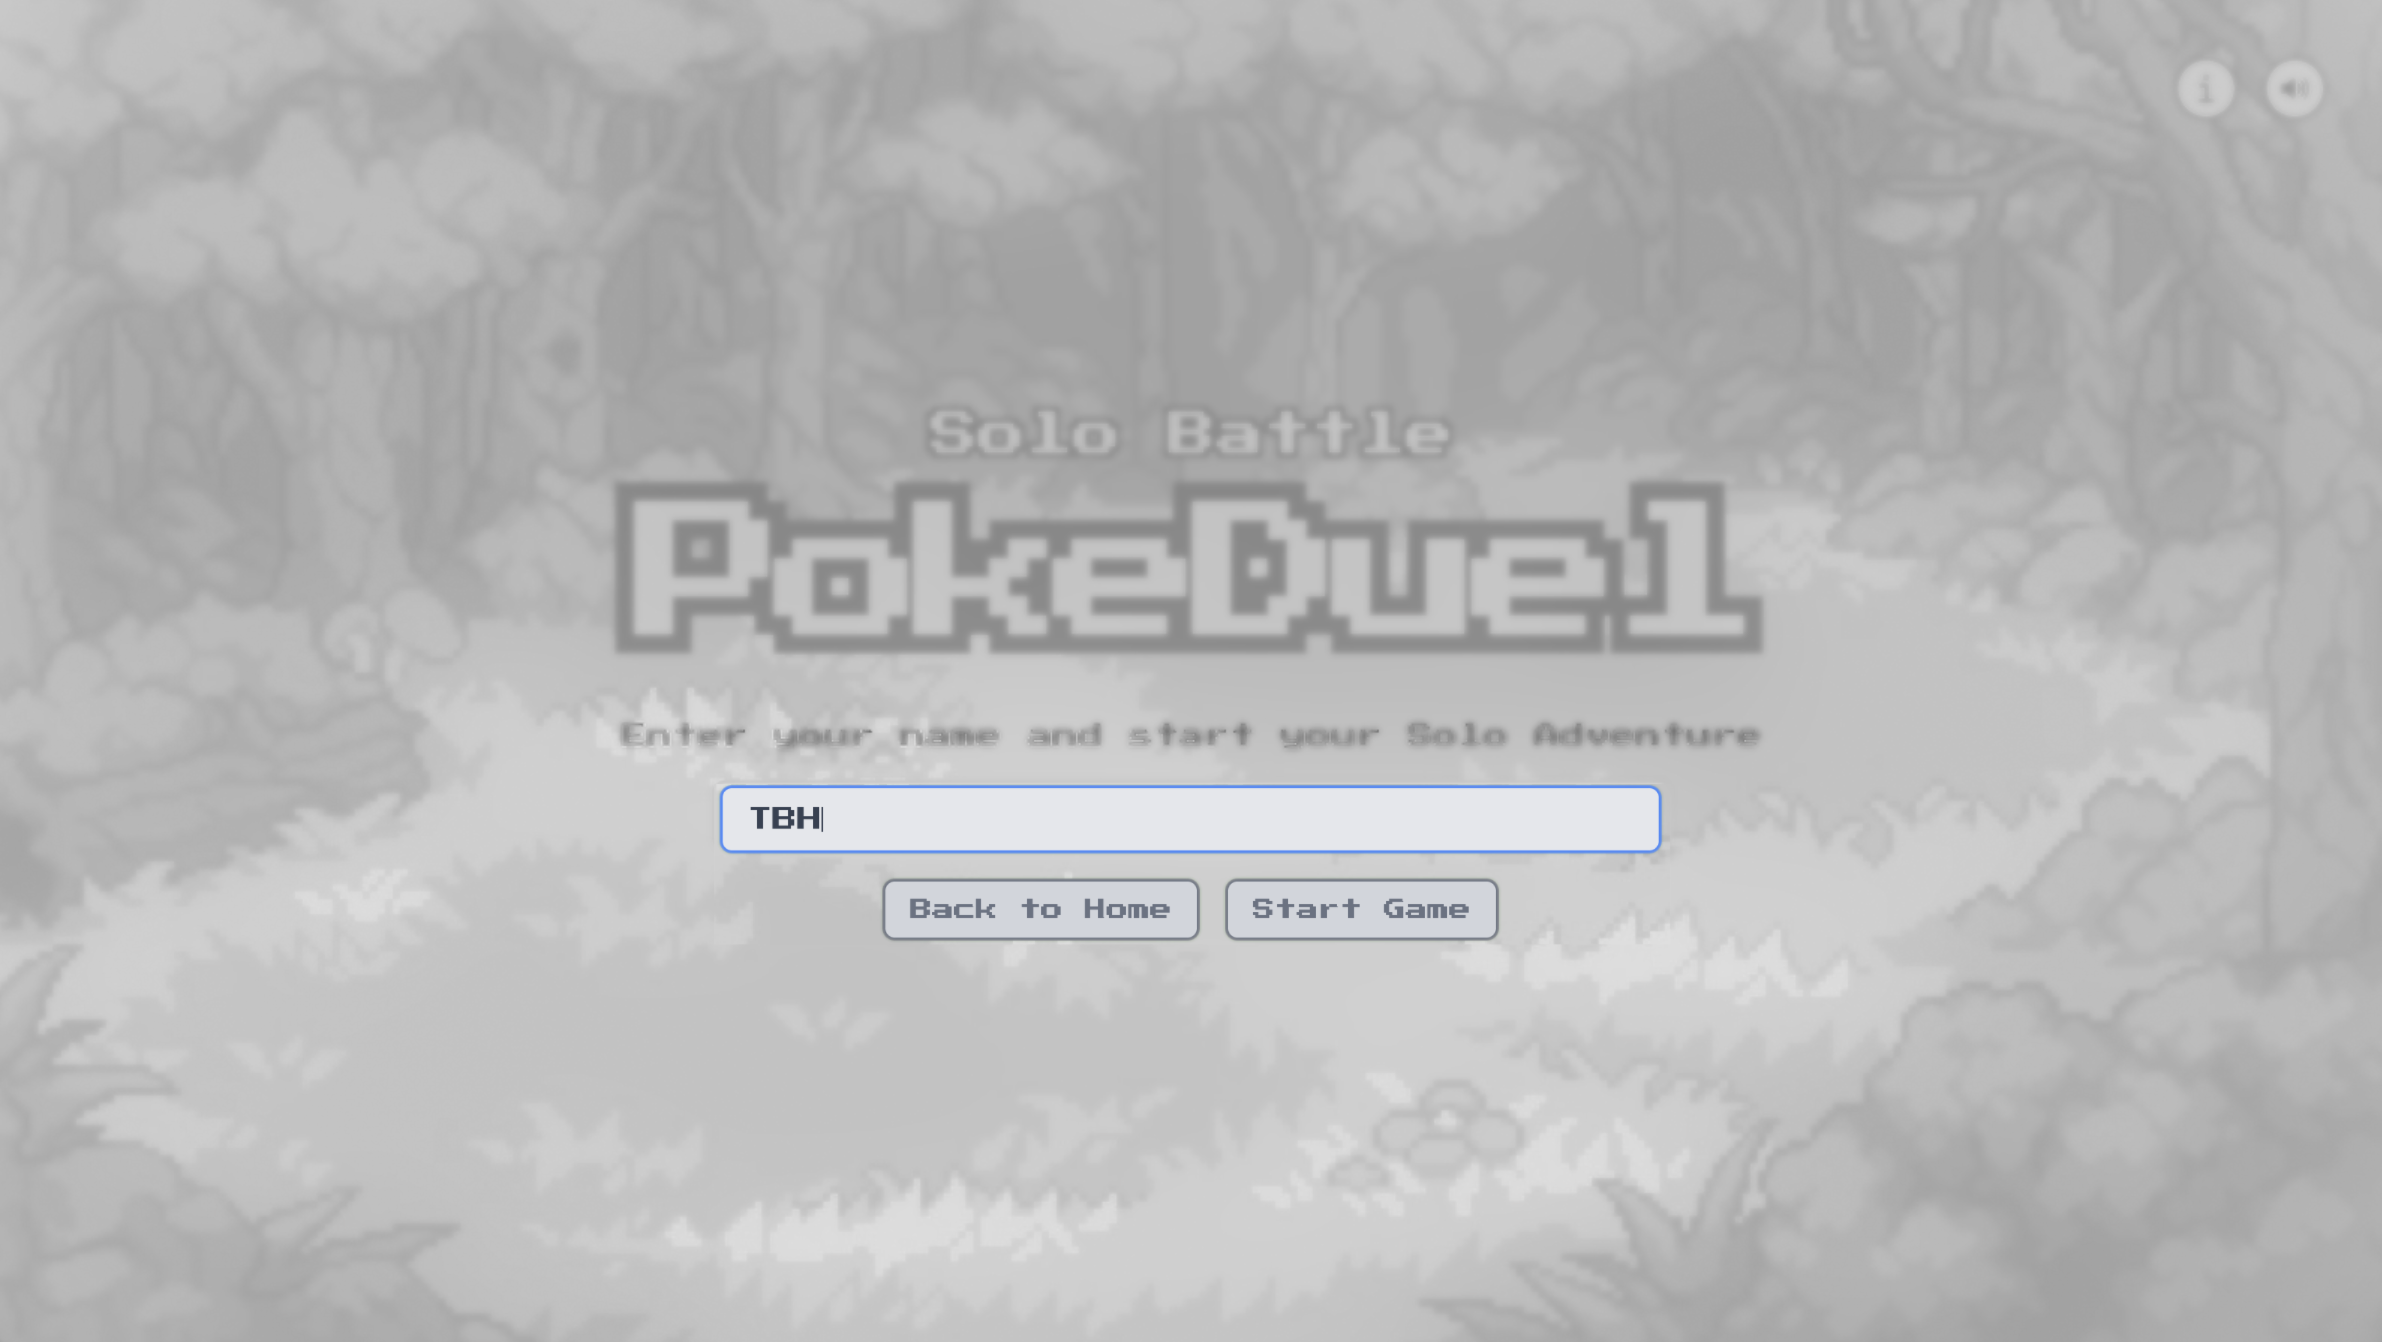 i
Solo Battle
PokeDuel
Enter your name and start your Solo Adventure
TBH
Back to Home
Start Game